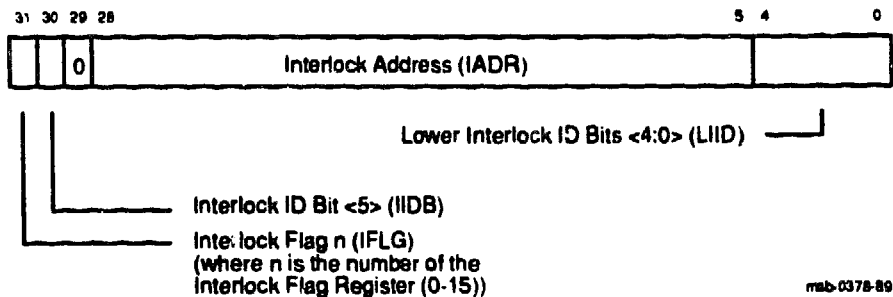 31 30 29 28 5 4 0
0 Interlock Address (IADR)
Lower Interlock ID Bits <4:0> (LIID)
Interlock ID Bit <5> (IIDB)
Interlock Flag n (IFLG)
(where n is the number of the
Interlock Flag Register (0-15))
msb-0378-89